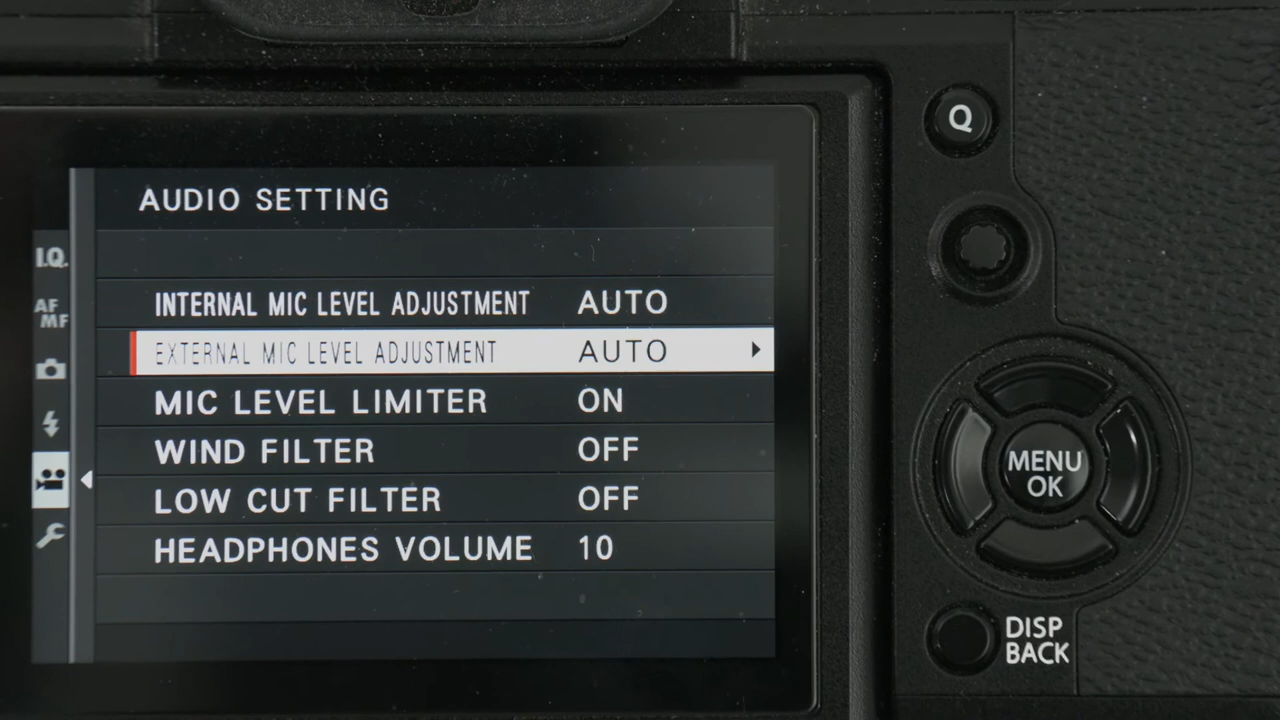 Q
AUDIO SETTING
I.Q.
INTERNAL MIC LEVEL ADJUSTMENT AUTO
AF
MF
EXTERNAL MIC LEVEL ADJUSTMENT AUTO
MIC LEVEL LIMITER ON
WIND FILTER OFF
LOW CUT FILTER OFF
HEADPHONES VOLUME 10
MENU
OK
DISP
BACK